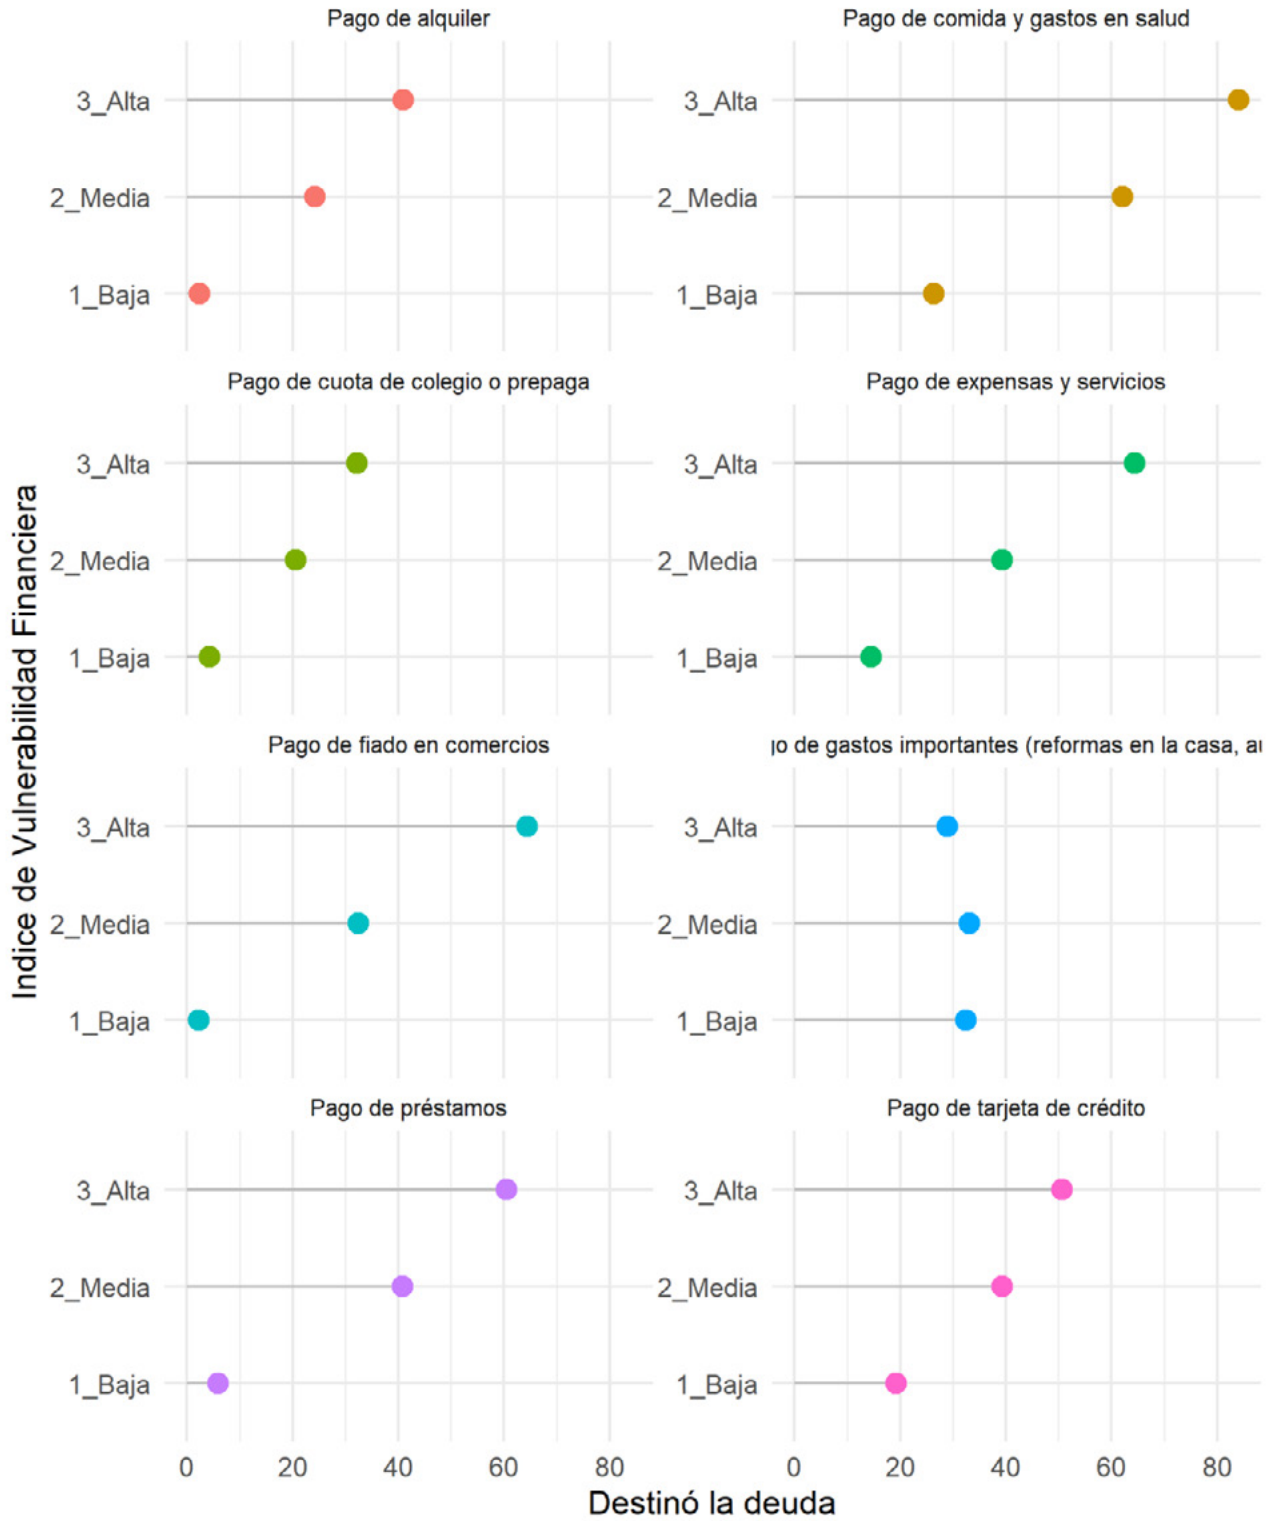 Pago de alquiler
Pago de comida y gastos en salud
3_Alta
2_Media
1_Baja
3_Alta
2_Media
1_Baja
Pago de cuota de colegio o prepaga
Pago de expensas y servicios
3_Alta
2_Media
1_Baja
3_Alta
2_Media
1_Baja
Indice de Vulnerabilidad Financiera
Pago de fiado en comercios
go de gastos importantes (reformas en la casa, au
3_Alta
2_Media
1_Baja
3_Alta
2_Media
1_Baja
Pago de préstamos
Pago de tarjeta de crédito
3_Alta
2_Media
1_Baja
3_Alta
2_Media
1_Baja
0 20 40 60 80
0 20 40 60 80
Destinó la deuda